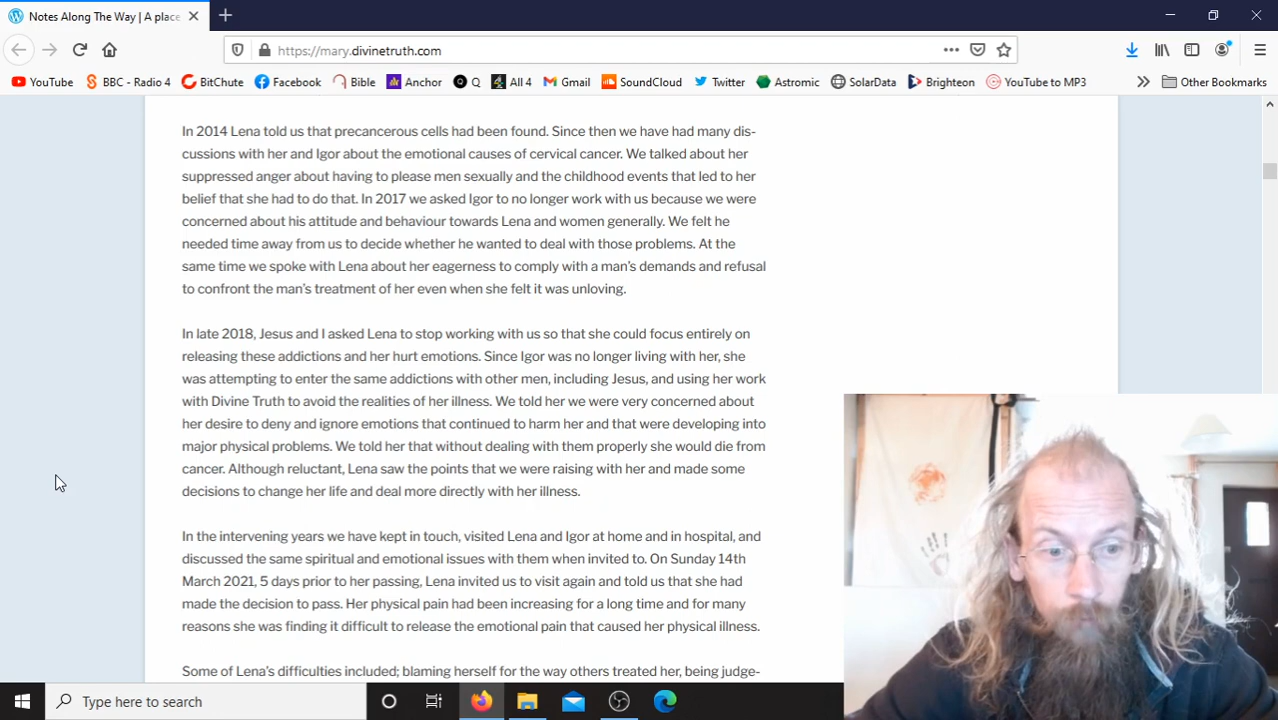 Notes Along The Way | A place
https://mary.divinetruth.com
YouTube
BBC - Radio 4
BitChute
Facebook
Bible
Anchor
Q
All 4
Gmail
SoundCloud
Twitter
Astromic
SolarData
Brighteon
YouTube to MP3
Other Bookmarks
In 2014 Lena told us that precancerous cells had been found. Since then we have had many dis-
cussions with her and Igor about the emotional causes of cervical cancer. We talked about her
suppressed anger about having to please men sexually and the childhood events that led to her
belief that she had to do that. In 2017 we asked Igor to no longer work with us because we were
concerned about his attitude and behaviour towards Lena and women generally. We felt he
needed time away from us to decide whether he wanted to deal with those problems. At the
same time we spoke with Lena about her eagerness to comply with a man's demands and refusal
to confront the man's treatment of her even when she felt it was unloving.
In late 2018, Jesus and I asked Lena to stop working with us so that she could focus entirely on
releasing these addictions and her hurt emotions. Since Igor was no longer living with her, she
was attempting to enter the same addictions with other men, including Jesus, and using her work
with Divine Truth to avoid the realities of her illness. We told her we were very concerned about
her desire to deny and ignore emotions that continued to harm her and that were developing into
major physical problems. We told her that without dealing with them properly she would die from
cancer. Although reluctant, Lena saw the points that we were raising with her and made some
decisions to change her life and deal more directly with her illness.
In the intervening years we have kept in touch, visited Lena and Igor at home and in hospital, and
discussed the same spiritual and emotional issues with them when invited to. On Sunday 14th
March 2021, 5 days prior to her passing, Lena invited us to visit again and told us that she had
made the decision to pass. Her physical pain had been increasing for a long time and for many
reasons she was finding it difficult to release the emotional pain that caused her physical illness.
Some of Lena's difficulties included; blaming herself for the way others treated her, being judge-
Type here to search